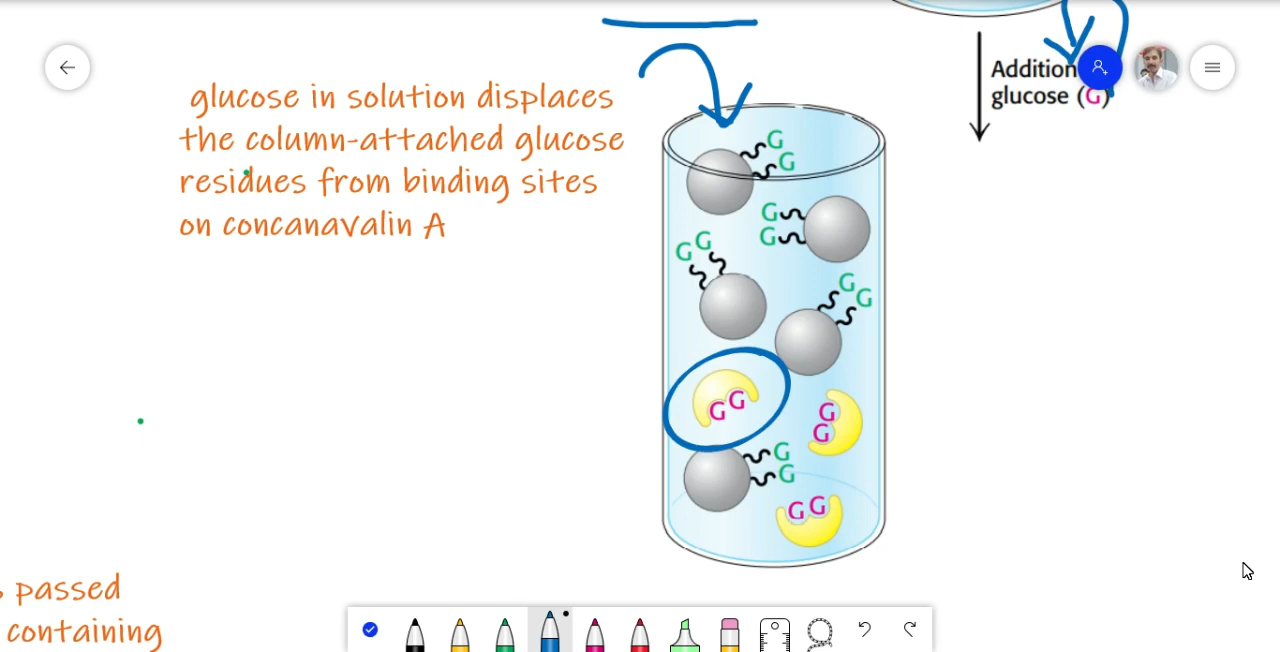 glucose in solution displaces
the column-attached glucose
residues from binding sites
on concanavalin A
Addition
glucose (G)
G
G
G
G
G
G
G
G
G G
G
G
G
G
G G
passed
containing